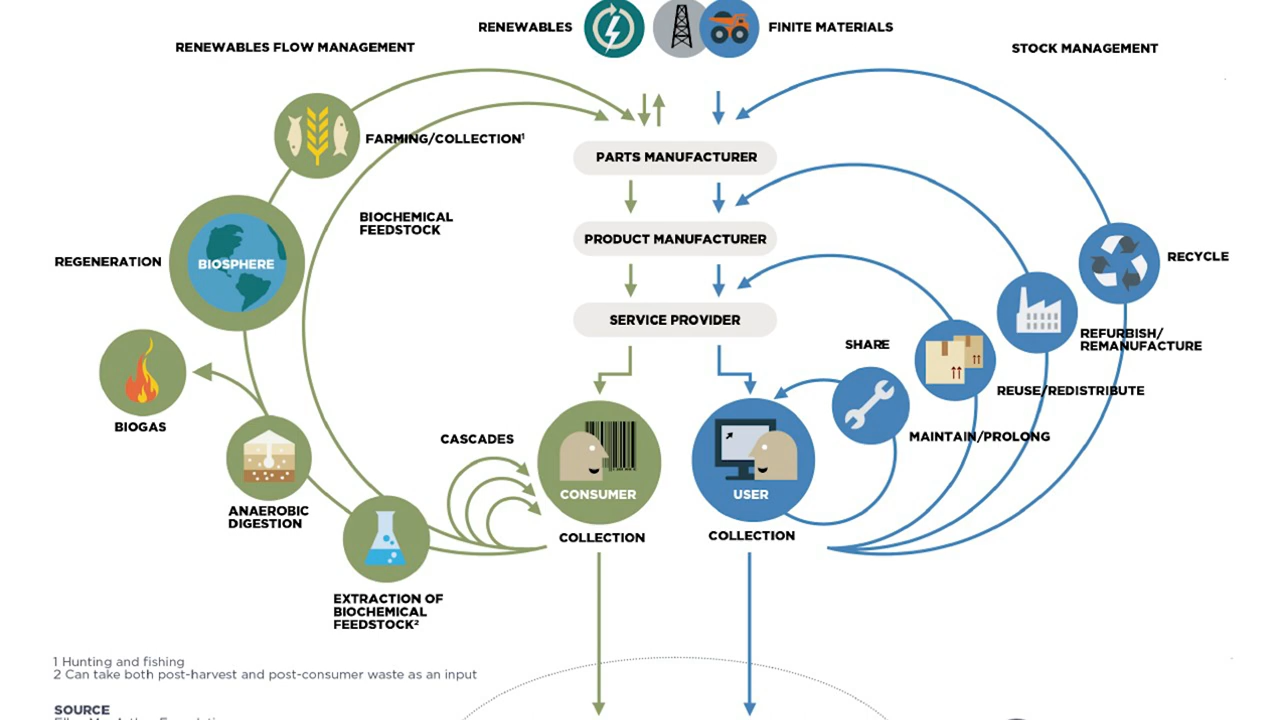 RENEWABLES
FINITE MATERIALS
RENEWABLES FLOW MANAGEMENT
STOCK MANAGEMENT
FARMING/COLLECTION¹
PARTS MANUFACTURER
BIOCHEMICAL
FEEDSTOCK
PRODUCT MANUFACTURER
REGENERATION
BIOSPHERE
RECYCLE
SERVICE PROVIDER
REFURBISH/
REMANUFACTURE
SHARE
REUSE/REDISTRIBUTE
BIOGAS
CASCADES
MAINTAIN/PROLONG
CONSUMER
USER
ANAEROBIC
DIGESTION
COLLECTION
COLLECTION
EXTRACTION OF
BIOCHEMICAL
FEEDSTOCK²
1 Hunting and fishing
2 Can take both post-harvest and post-consumer waste as an input
SOURCE